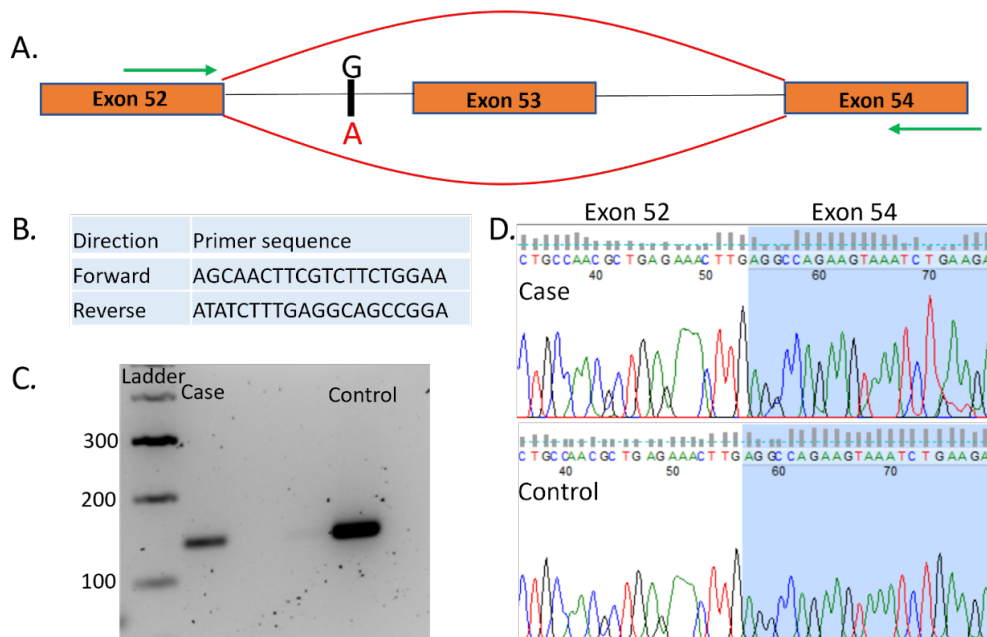 A.
G
Exon 52
Exon 53
Exon 54
A
B.
Direction Primer sequence
Forward AGCAACTTCGTCTTCTGGAA
Reverse ATATCTTTGAGGCAGCCGGA
C.
Ladder
Case
Control
300
200
100
D.
Exon 52 Exon 54
CTGCCAACGCTGAGAAACTTGAGGCCAGAAGTAAATCTGAAGA
40 50 60 70
Case
CTGCCAACGCTGAGAAACTTGAGGCCAGAAGTAAATCTGAAGA
40 50 60 70
Control